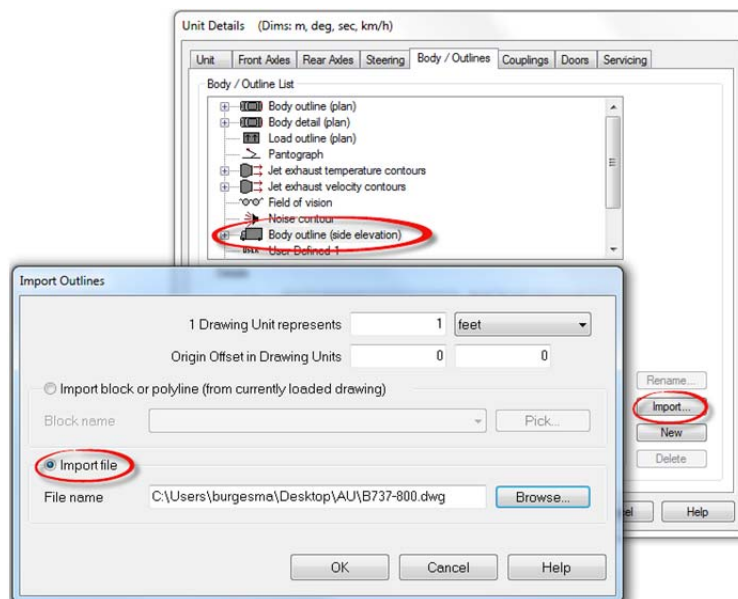 Unit Details (Dims: m, deg, sec, km/h)
Unit Front Axles Rear Axles Steering Body / Outlines Couplings Doors Servicing
Body / Outline List
Body outline (plan)
Body detail (plan)
Load outline (plan)
Pantograph
Jet exhaust temperature contours
Jet exhaust velocity contours
Field of vision
Noise contour
Body outline (side elevation)
User Defined-1
Rename...
Import...
New
Delete
Help
Import Outlines
1 Drawing Unit represents 1 feet
Origin Offset in Drawing Units 0 0
Import block or polyline (from currently loaded drawing)
Block name Pick...
Import file
File name C:\Users\burgesma\Desktop\AU\B737-800.dwg Browse...
OK Cancel Help